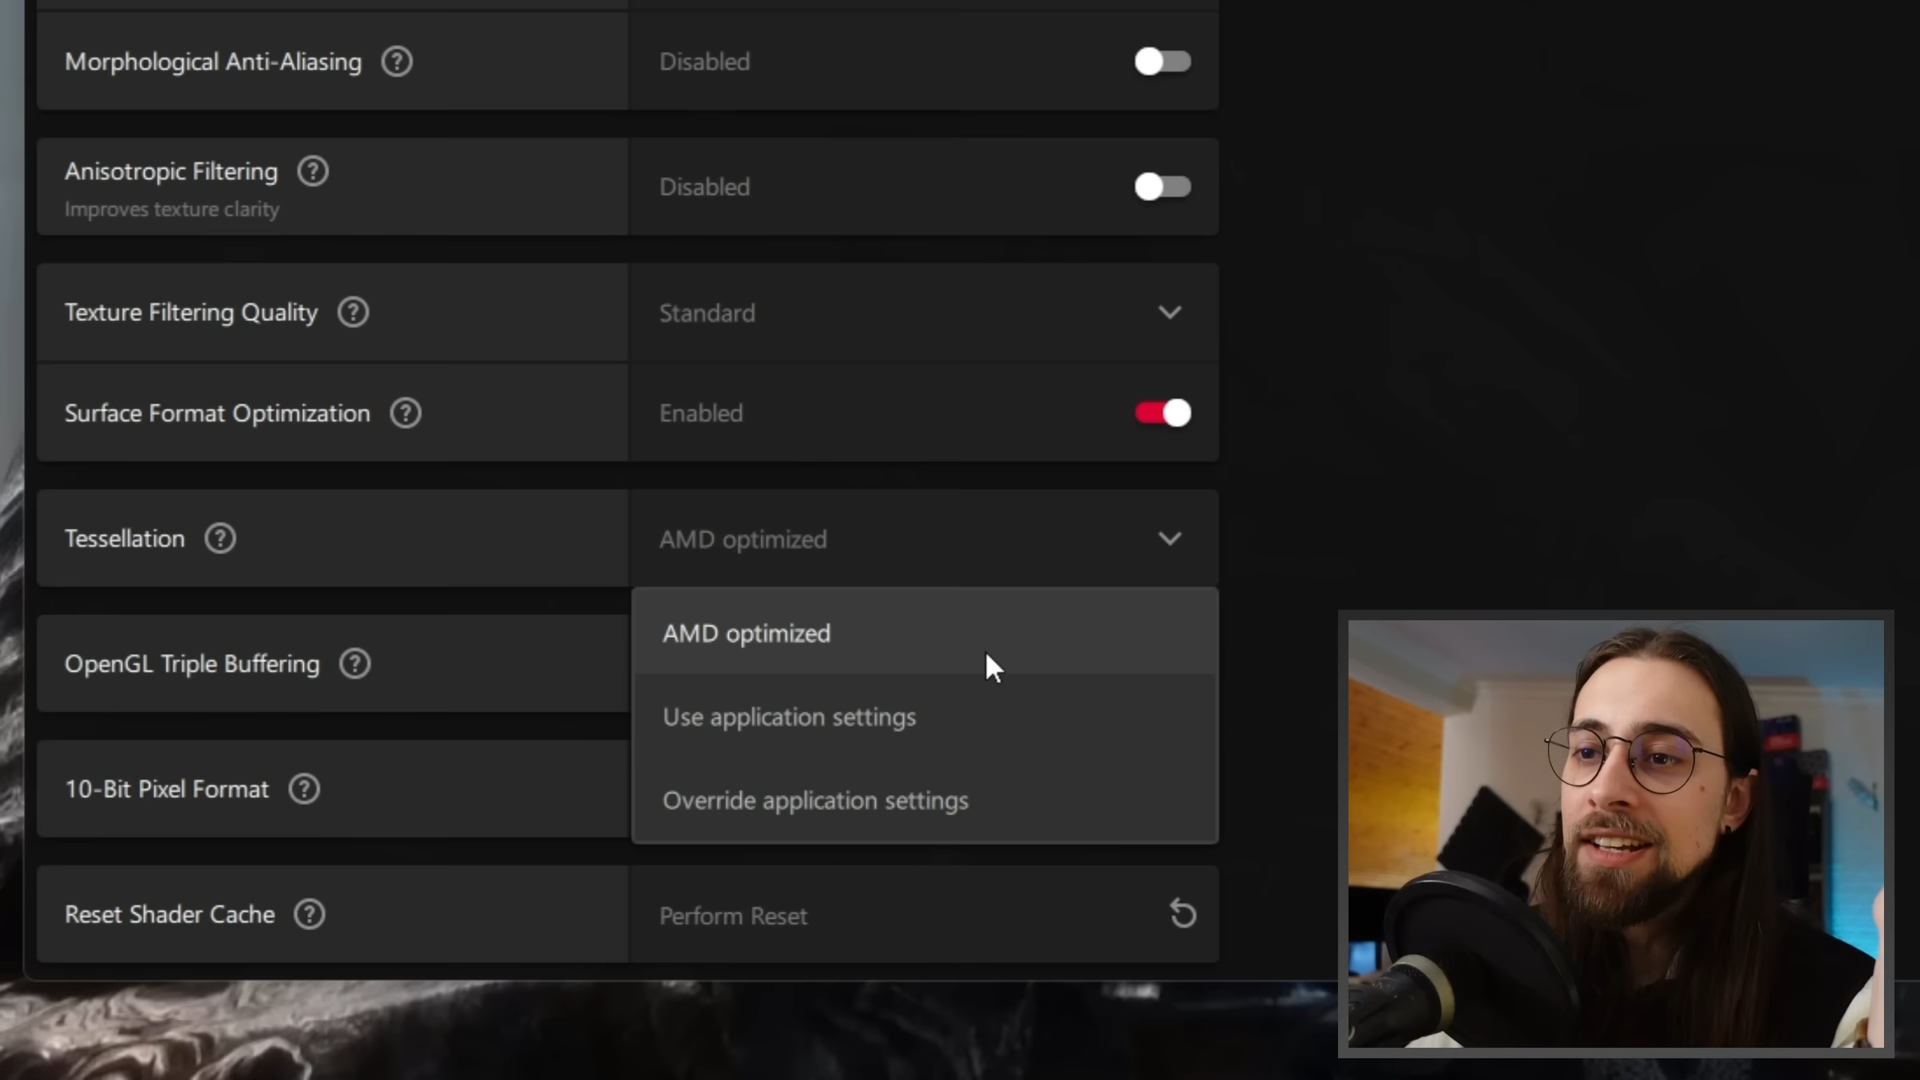 Morphological Anti-Aliasing ?
Disabled
Anisotropic Filtering ?
Improves texture clarity
Disabled
Texture Filtering Quality ?
Standard
Surface Format Optimization ?
Enabled
Tessellation ?
AMD optimized
AMD optimized
Use application settings
Override application settings
OpenGL Triple Buffering ?
10-Bit Pixel Format ?
Reset Shader Cache ?
Perform Reset